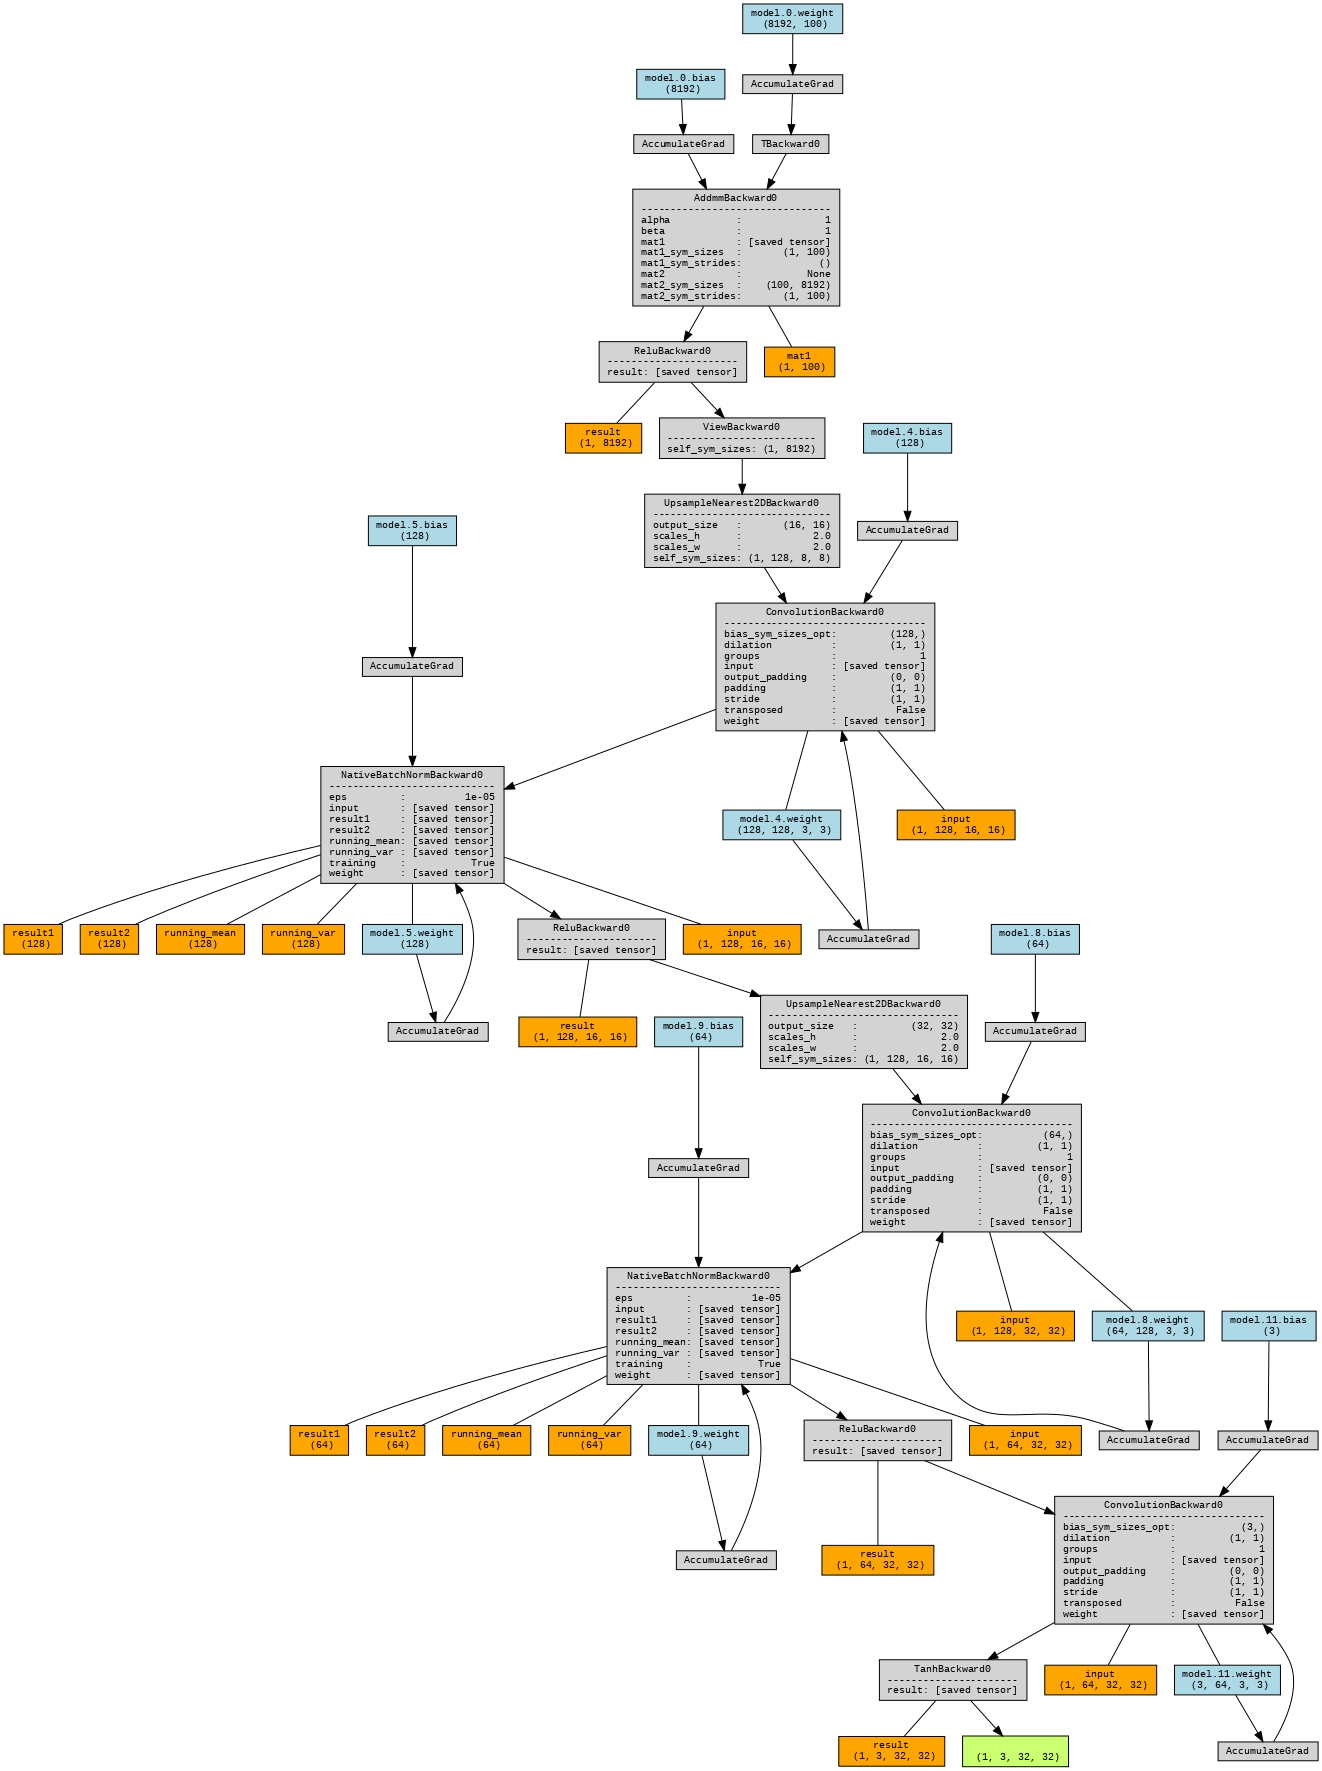 model.0.weight
(8192, 100)
model.0.bias
(8192)
AccumulateGrad
AccumulateGrad
TBackward0
AddmmBackward0
--------------------------------
alpha           :              1
beta            :              1
mat1            : [saved tensor]
mat1_sym_sizes  :       (1, 100)
mat1_sym_strides:             ()
mat2            :           None
mat2_sym_sizes  :    (100, 8192)
mat2_sym_strides:       (1, 100)
ReluBackward0
----------------------
result: [saved tensor]
mat1
(1, 100)
result
(1, 8192)
ViewBackward0
-------------------------
self_sym_sizes: (1, 8192)
model.4.bias
(128)
UpsampleNearest2DBackward0
------------------------------
output_size   :       (16, 16)
scales_h      :            2.0
scales_w      :            2.0
self_sym_sizes: (1, 128, 8, 8)
AccumulateGrad
model.5.bias
(128)
ConvolutionBackward0
----------------------------------
bias_sym_sizes_opt:         (128,)
dilation          :         (1, 1)
groups            :              1
input             : [saved tensor]
output_padding    :         (0, 0)
padding           :         (1, 1)
stride            :         (1, 1)
transposed        :          False
weight            : [saved tensor]
AccumulateGrad
NativeBatchNormBackward0
----------------------------
eps         :          1e-05
input       : [saved tensor]
result1     : [saved tensor]
result2     : [saved tensor]
running_mean: [saved tensor]
running_var : [saved tensor]
training    :           True
weight      : [saved tensor]
model.4.weight
(128, 128, 3, 3)
input
(1, 128, 16, 16)
result1
(128)
result2
(128)
running_mean
(128)
running_var
(128)
model.5.weight
(128)
ReluBackward0
----------------------
result: [saved tensor]
input
(1, 128, 16, 16)
AccumulateGrad
model.8.bias
(64)
AccumulateGrad
result
(1, 128, 16, 16)
model.9.bias
(64)
UpsampleNearest2DBackward0
--------------------------------
output_size   :         (32, 32)
scales_h      :              2.0
scales_w      :              2.0
self_sym_sizes: (1, 128, 16, 16)
AccumulateGrad
ConvolutionBackward0
----------------------------------
bias_sym_sizes_opt:          (64,)
dilation          :         (1, 1)
groups            :              1
input             : [saved tensor]
output_padding    :         (0, 0)
padding           :         (1, 1)
stride            :         (1, 1)
transposed        :          False
weight            : [saved tensor]
AccumulateGrad
NativeBatchNormBackward0
----------------------------
eps         :          1e-05
input       : [saved tensor]
result1     : [saved tensor]
result2     : [saved tensor]
running_mean: [saved tensor]
running_var : [saved tensor]
training    :           True
weight      : [saved tensor]
input
(1, 128, 32, 32)
model.8.weight
(64, 128, 3, 3)
model.11.bias
(3)
result1
(64)
result2
(64)
running_mean
(64)
running_var
(64)
model.9.weight
(64)
ReluBackward0
----------------------
result: [saved tensor]
input
(1, 64, 32, 32)
AccumulateGrad
AccumulateGrad
AccumulateGrad
result
(1, 64, 32, 32)
ConvolutionBackward0
----------------------------------
bias_sym_sizes_opt:           (3,)
dilation          :         (1, 1)
groups            :              1
input             : [saved tensor]
output_padding    :         (0, 0)
padding           :         (1, 1)
stride            :         (1, 1)
transposed        :          False
weight            : [saved tensor]
TanhBackward0
----------------------
result: [saved tensor]
input
(1, 64, 32, 32)
model.11.weight
(3, 64, 3, 3)
result
(1, 3, 32, 32)
(1, 3, 32, 32)
AccumulateGrad